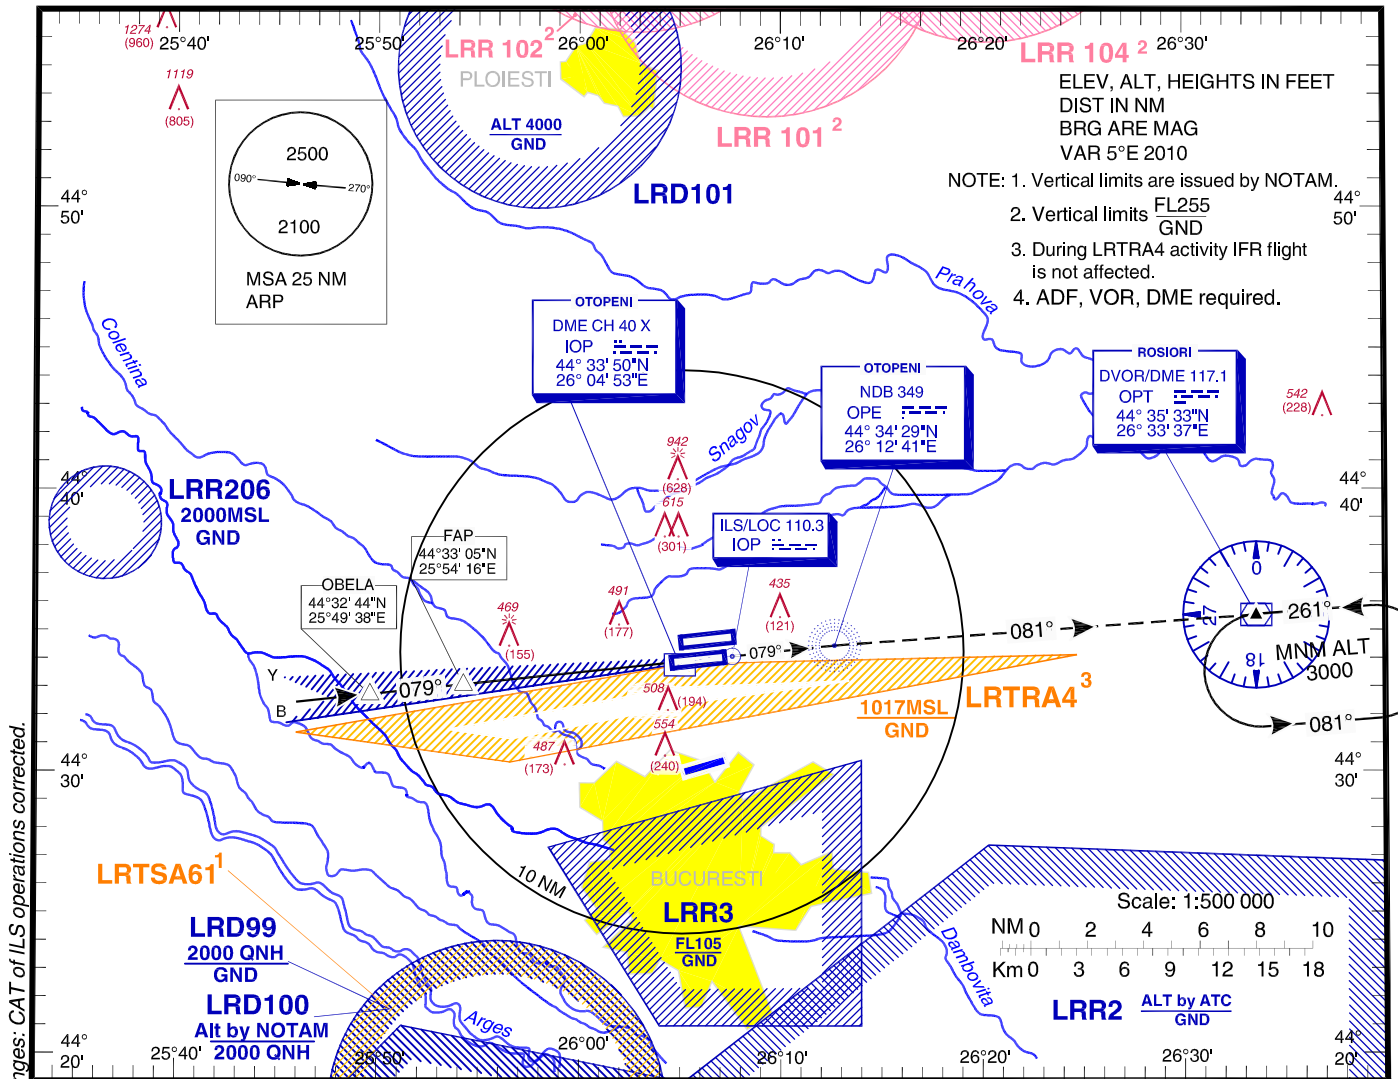 1274
(960)
25°40'
25°50'
26°00'
26°10'
26°20'
26°30'
1119
(805)
LRR 102 2
PLOIESTI
ALT 4000
GND
LRR 101 2
LRR 104 2
LRD101
ELEV, ALT, HEIGHTS IN FEET
DIST IN NM
BRG ARE MAG
VAR 5°E 2010
NOTE: 1. Vertical limits are issued by NOTAM.
2. Vertical limits FL255
GND
3. During LRTRA4 activity IFR flight
is not affected.
4. ADF, VOR, DME required.
2500
090°
270°
2100
MSA 25 NM
ARP
44°
50'
44°
50'
Colentina
Prahova
OTOPENI
DME CH 40 X
IOP
44° 33' 50"N
26° 04' 53"E
OTOPENI
NDB 349
OPE
44° 34' 29"N
26° 12' 41"E
ROSIORI
DVOR/DME 117.1
OPT
44° 35' 33"N
26° 33' 37"E
542
(228)
Snagov
942
(628)
615
(301)
44°
40'
44°
40'
LRR206
2000MSL
GND
ILS/LOC 110.3
IOP
FAP
44°33' 05"N
25°54' 16"E
OBELA
44°32' 44"N
25°49' 38"E
469
(155)
491
(177)
435
(121)
0
27
18
261°
081°
079°
MNM ALT
3000
081°
Y
B
079°
508
(194)
554
(240)
487
(173)
1017MSL
GND
LRTRA4 3
44°
30'
44°
30'
10 NM
BUCURESTI
LRR3
FL105
GND
LRTSA61 1
LRD99
2000 QNH
GND
LRD100
Alt by NOTAM
2000 QNH
Arges
Dambovita
Scale: 1:500 000
NM 0 2 4 6 8 10
Km 0 3 6 9 12 15 18
LRR2 ALT by ATC
GND
44°
20'
44°
20'
25°40'
25°50'
26°00'
26°10'
26°20'
26°30'
nges: CAT of ILS operations corrected.